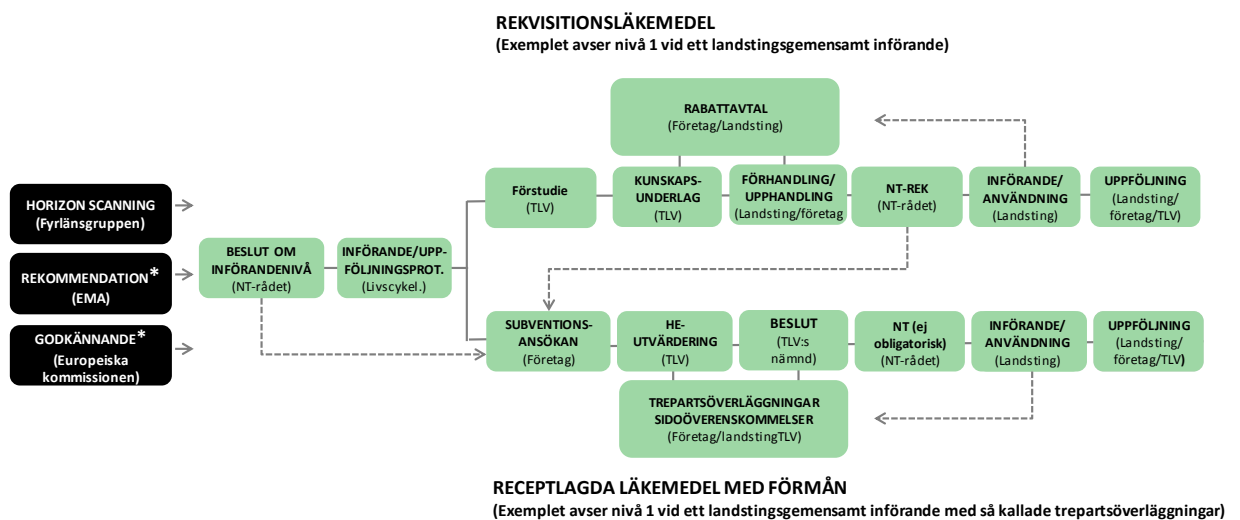 REKVISITIONSLÄKEMEDEL
(Exemplet avser nivå 1 vid ett landstingsgemensamt införande)
RABATTAVTAL
(Företag/Landsting)
HORIZON SCANNING
(Fyrlänsgruppen)
REKOMMENDATION*
(EMA)
GODKÄNNANDE*
(Europeiska
kommissionen)
BESLUT OM
INFÖRANDENIVÅ
(NT-rådet)
INFÖRANDE/UPP-
FÖLJNINGSPROT.
(Livscykel.)
Förstudie
(TLV)
KUNSKAPS-
UNDERLAG
(TLV)
FÖRHANDLING/
UPPHANDLING
(Landsting/företag
NT-REK
(NT-rådet)
INFÖRANDE/
ANVÄNDNING
(Landsting)
UPPFÖLJNING
(Landsting/
företag/TLV)
SUBVENTIONS-
ANSÖKAN
(Företag)
HE-
UTVÄRDERING
(TLV)
BESLUT
(TLV:s
nämnd)
NT (ej
obligatorisk)
(NT-rådet)
INFÖRANDE/
ANVÄNDNING
(Landsting)
UPPFÖLJNING
(Landsting/
företag/TLV)
TREPARTSÖVERLÄGGNINGAR
SIDOÖVERENSKOMMELSER
(Företag/landstingTLV)
RECEPTLAGDA LÄKEMEDEL MED FÖRMÅN
(Exemplet avser nivå 1 vid ett landstingsgemensamt införande med så kallade trepartsöverläggningar)